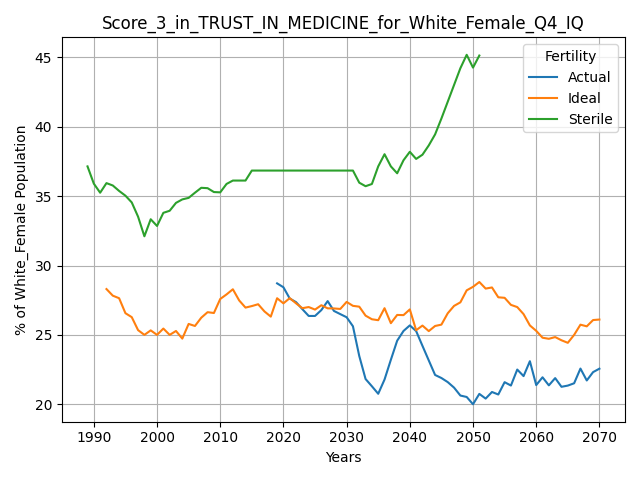 Score_3_in_TRUST_IN_MEDICINE_for_White_Female_Q4_IQ
% of White_Female Population
45
40
35
30
25
20
Fertility
Actual
Ideal
Sterile
1990 2000 2010 2020 2030 2040 2050 2060 2070
Years